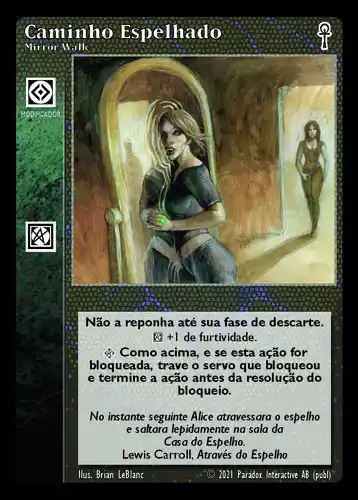 Caminho Espelhado
Mirror Walk
MODIFICADOR
Não a reponha até sua fase de descarte.
+1 de furtividade.
Como acima, e se esta ação for
bloqueada, trave o servo que bloqueou
e termine a ação antes da resolução do
bloqueio.
No instante seguinte Alice atravessara o espelho
e saltara lepidamente na sala da
Casa do Espelho.
Lewis Carroll, Através do Espelho
Ilus. Brian LeBlanc
© 2021 Paradox Interactive AB (publ)